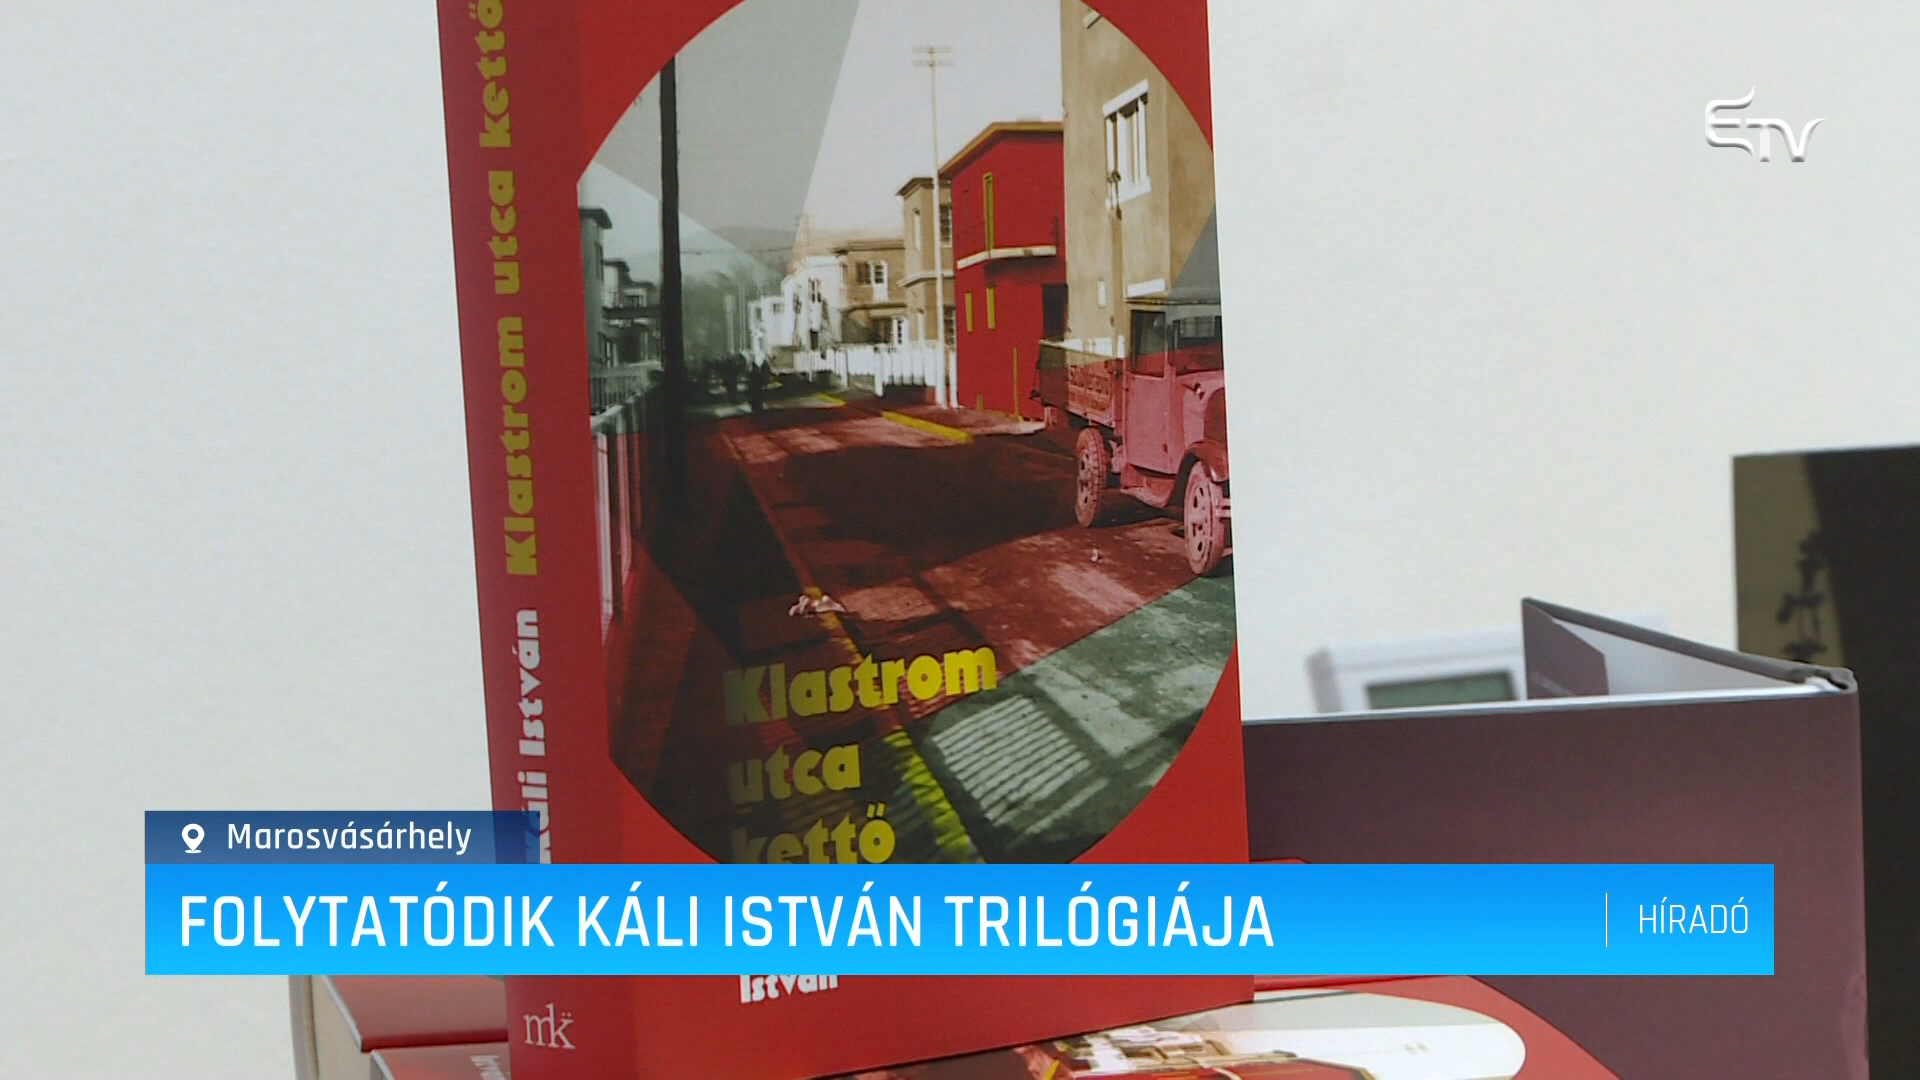 Káli István Klastrom utca kettő
ETV
Klastrom
utca
kettő
István
mk
Marosvásárhely
FOLYTATÓDIK KÁLI ISTVÁN TRILÓGIÁJA
HÍRADÓ